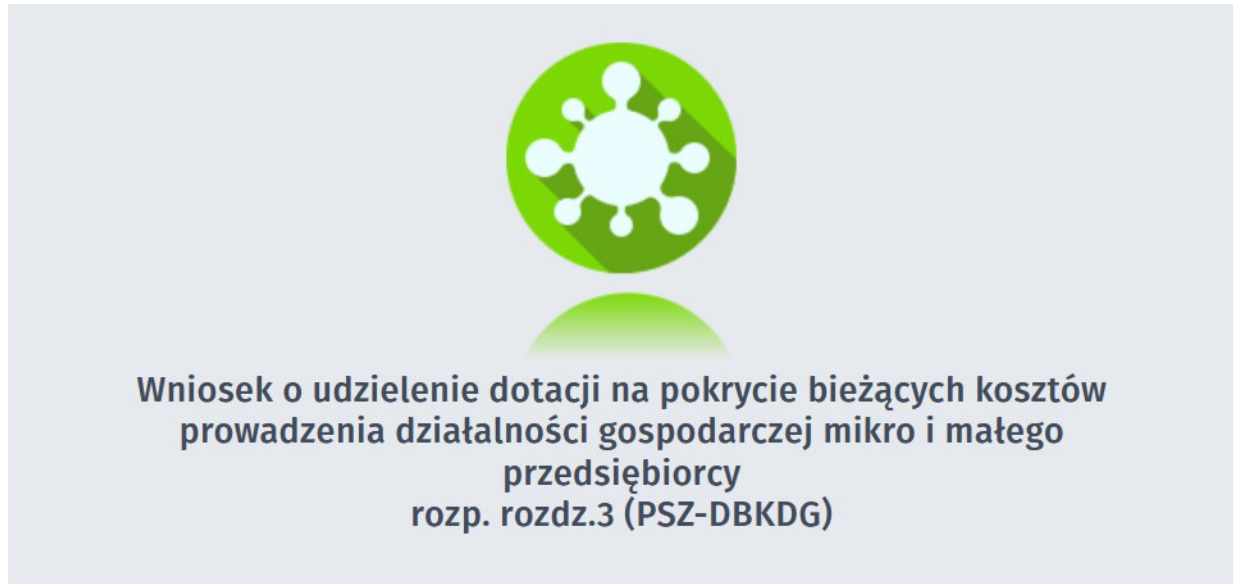 Wniosek o udzielenie dotacji na pokrycie bieżących kosztów
prowadzenia działalności gospodarczej mikro i małego
przedsiębiorcy
rozp. rozdz.3 (PSZ-DBKDG)